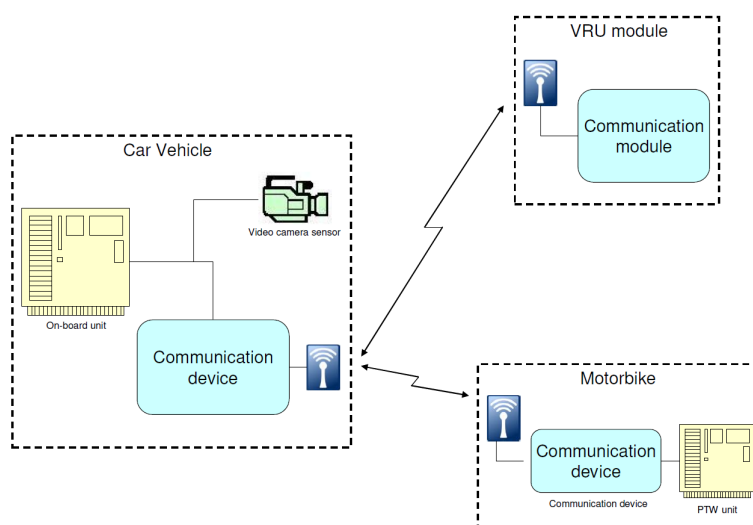 VRU module
Communication
module
Car Vehicle
Video camera sensor
On-board unit
Communication
device
Motorbike
Communication
device
Communication device
PTW unit